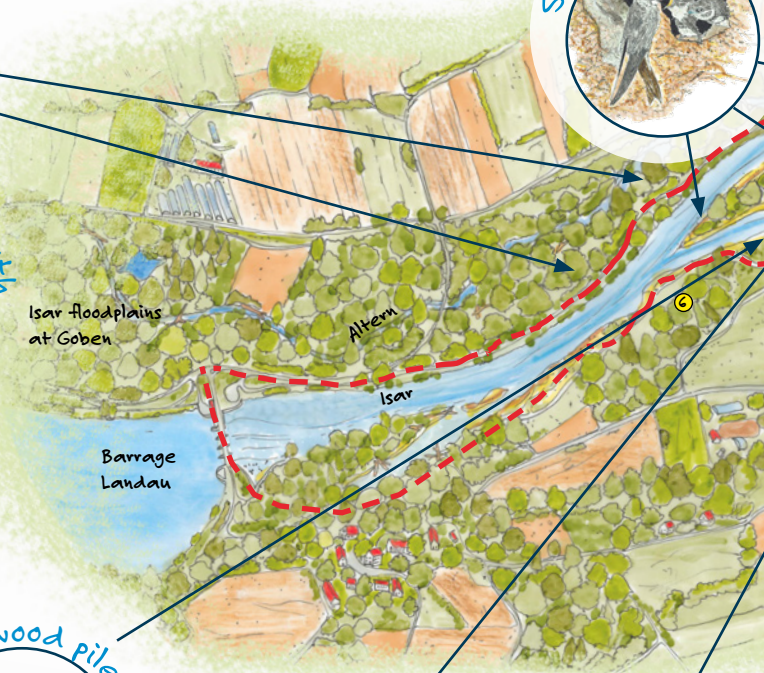 Isar floodplains
at Goben
Altern
6
Isar
Barrage
Landau
wood pile